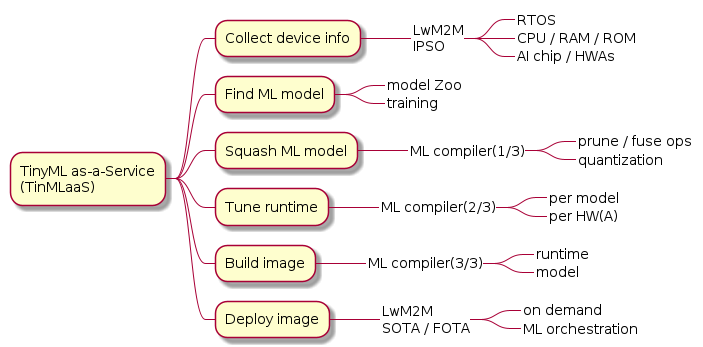 TinyML as-a-Service
(TinMLaaS)
Collect device info
LwM2M
IPSO
RTOS
CPU / RAM / ROM
AI chip / HWAs
Find ML model
model Zoo
training
Squash ML model
ML compiler(1/3)
prune / fuse ops
quantization
Tune runtime
ML compiler(2/3)
per model
per HW(A)
Build image
ML compiler(3/3)
runtime
model
Deploy image
LwM2M
SOTA / FOTA
on demand
ML orchestration